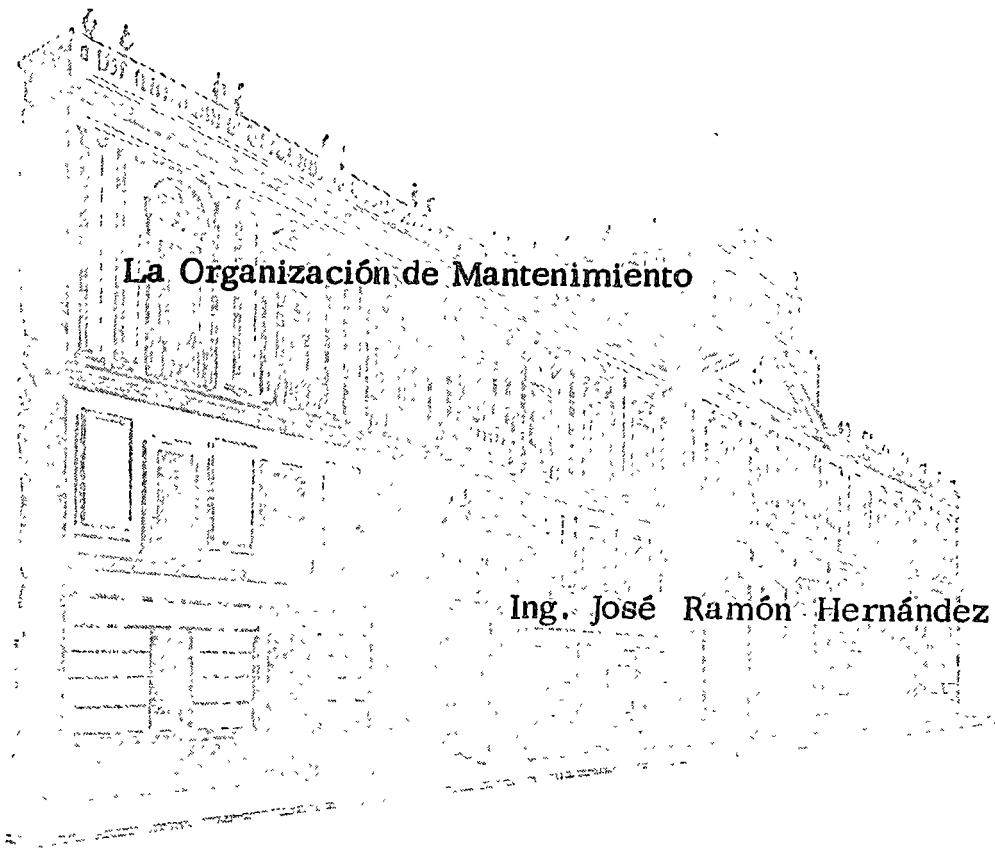 La Organización de Mantenimiento
Ing. José Ramón Hernández